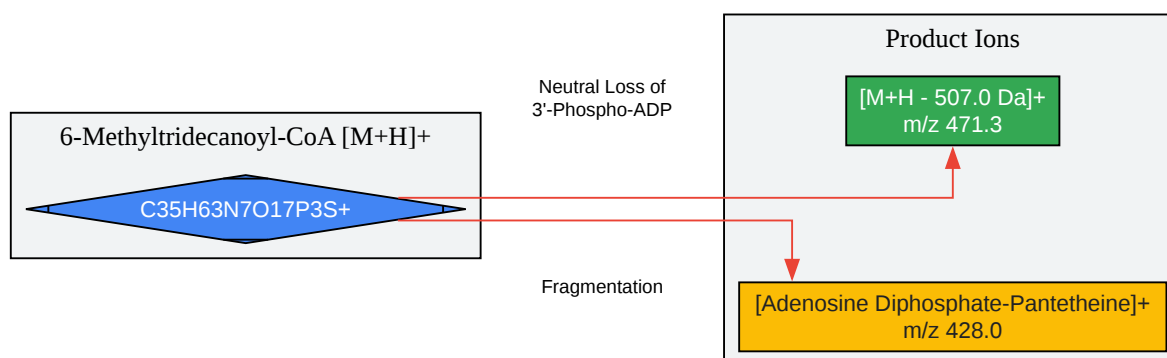 6-Methyltridecanoyl-CoA [M+H]+
C35H63N7O17P3S+
Neutral Loss of
3'-Phospho-ADP
Fragmentation
Product Ions
[M+H - 507.0 Da]+
m/z 471.3
[Adenosine Diphosphate-Pantetheine]+
m/z 428.0